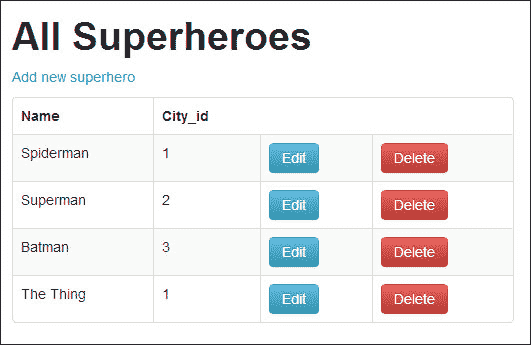 All Superheroes
Add new superhero
Name City_id
Spiderman 1 Edit Delete
Superman 2 Edit Delete
Batman 3 Edit Delete
The Thing 1 Edit Delete